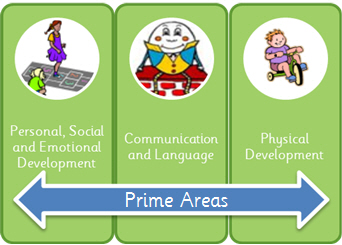 Personal, Social
and Emotional
Development
Communication
and Language
Physical
Development
Prime Areas